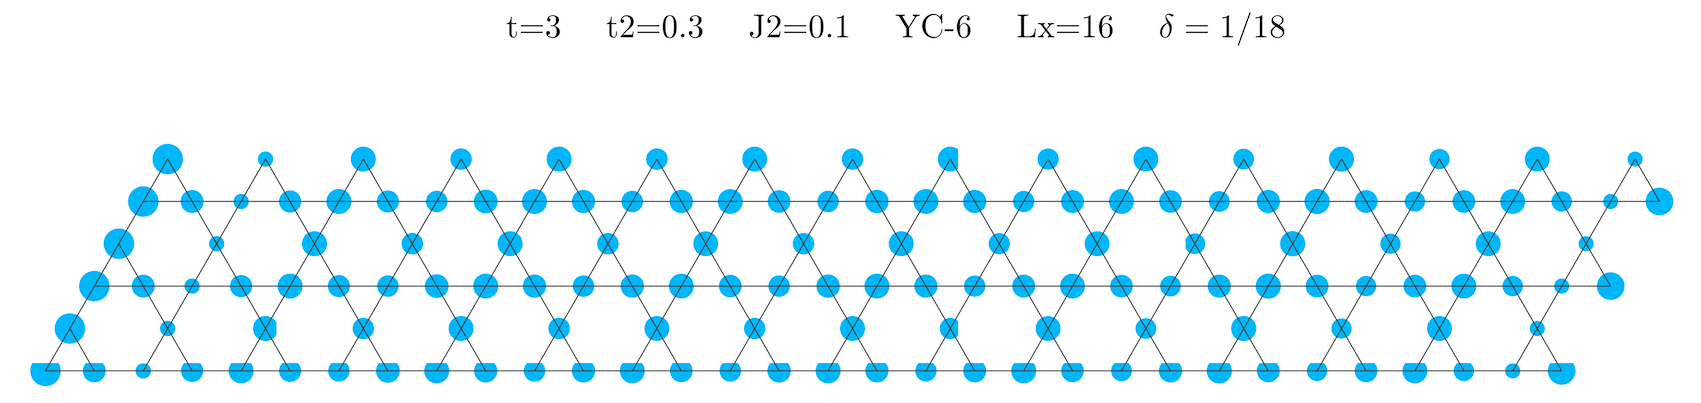 t=3 t2=0.3 J2=0.1 YC-6 Lx=16 δ = 1/18